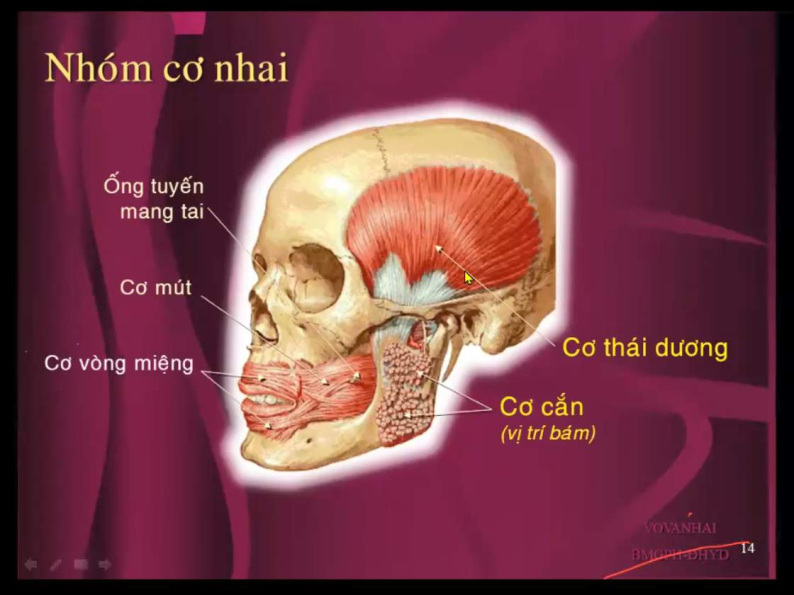 Nhóm cơ nhai
Ống tuyến
mang tai
Cơ mút
Cơ vòng miệng
Cơ thái dương
Cơ cắn
(vị trí bám)
VOVANHAI
BMGPH-DHYD
14